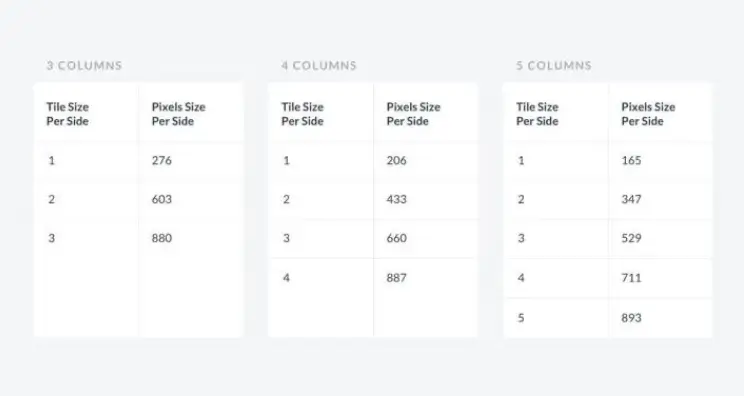 3 COLUMNS
Tile Size Per Side	Pixels Size Per Side
1	276
2	603
3	880
4 COLUMNS
Tile Size Per Side	Pixels Size Per Side
1	206
2	433
3	660
4	887
5 COLUMNS
Tile Size Per Side	Pixels Size Per Side
1	165
2	347
3	529
4	711
5	893